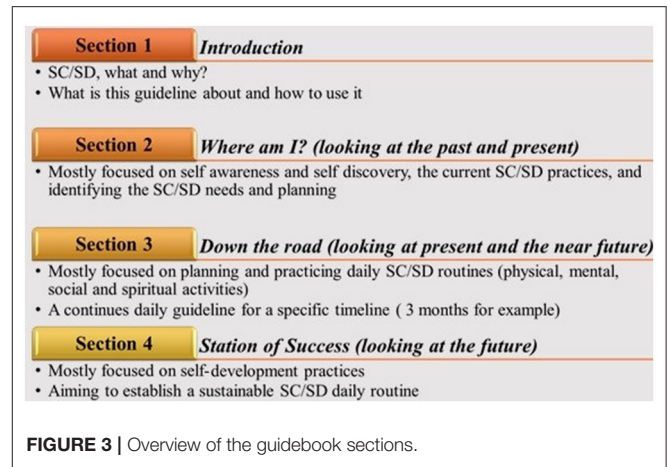 Section 1 Introduction
• SC/SD, what and why?
• What is this guideline about and how to use it
Section 2 Where am I? (looking at the past and present)
• Mostly focused on self awareness and self discovery, the current SC/SD practices, and
identifying the SC/SD needs and planning
Section 3 Down the road (looking at present and the near future)
• Mostly focused on planning and practicing daily SC/SD routines (physical, mental,
social and spiritual activities)
• A continues daily guideline for a specific timeline ( 3 months for example)
Section 4 Station of Success (looking at the future)
• Mostly focused on self-development practices
• Aiming to establish a sustainable SC/SD daily routine
FIGURE 3 | Overview of the guidebook sections.